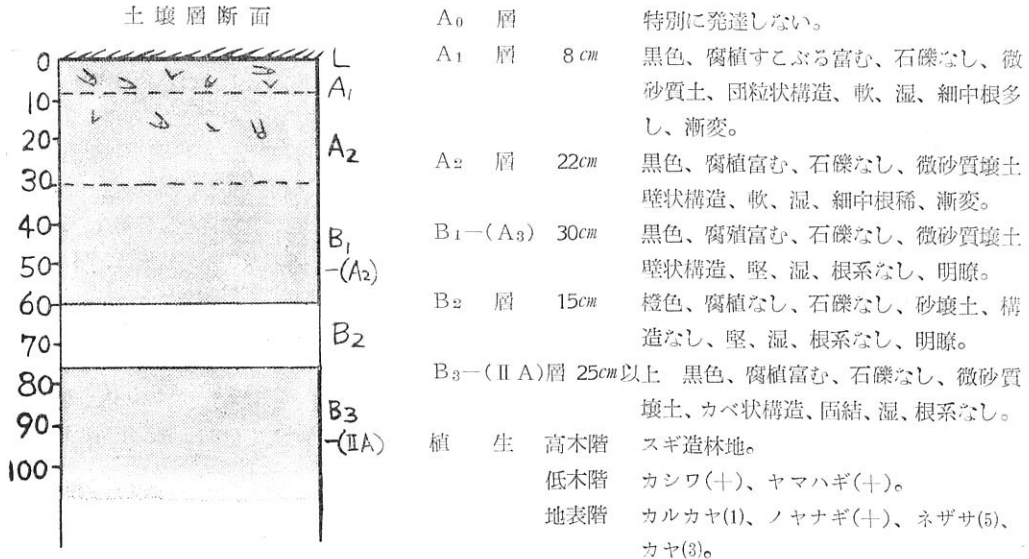 土壌層断面
0
10
20
30
40
50
60
70
80
90
100
L
A₁
A₂
B₁
-(A₂)
B₂
B₃
-(ⅡA)
A₀ 層 特別に発達しない。
A₁ 層 8cm 黒色、腐植すこぶる富む、石礫なし、微
砂質土、団粒状構造、軟、湿、細中根多
し、漸変。
A₂ 層 22cm 黒色、腐植富む、石礫なし、微砂質壌土
壁状構造、軟、湿、細中根稀、漸変。
B₁-(A₃) 30cm 黒色、腐殖富む、石礫なし、微砂質壌土
壁状構造、堅、湿、根系なし、明瞭。
B₂ 層 15cm 橙色、腐植なし、石礫なし、砂壌土、構
造なし、堅、湿、根系なし、明瞭。
B₃-(ⅡA)層 25cm以上 黒色、腐植富む、石礫なし、微砂質
壌土、カベ状構造、固結、湿、根系なし。
植生 高木階 スギ造林地。
低木階 カシワ(+)、ヤマハギ(+)。
地表階 カルカヤ(1)、ノヤナギ(+)、ネザサ(5)、
カヤ(3)。